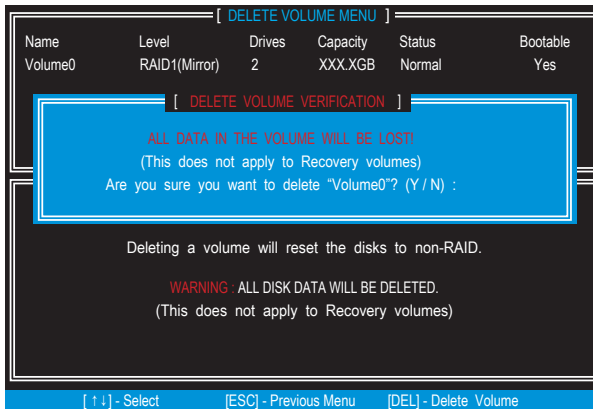 [ DELETE VOLUME MENU ]
Name Level Drives Capacity Status Bootable
Volume0 RAID1(Mirror) 2 XXX.XGB Normal Yes
[ DELETE VOLUME VERIFICATION ]
ALL DATA IN THE VOLUME WILL BE LOST!
(This does not apply to Recovery volumes)
Are you sure you want to delete “Volume0”? (Y / N) :
Deleting a volume will reset the disks to non-RAID.
WARNING : ALL DISK DATA WILL BE DELETED.
(This does not apply to Recovery volumes)
[ ↑↓] - Select [ESC] - Previous Menu [DEL] - Delete Volume